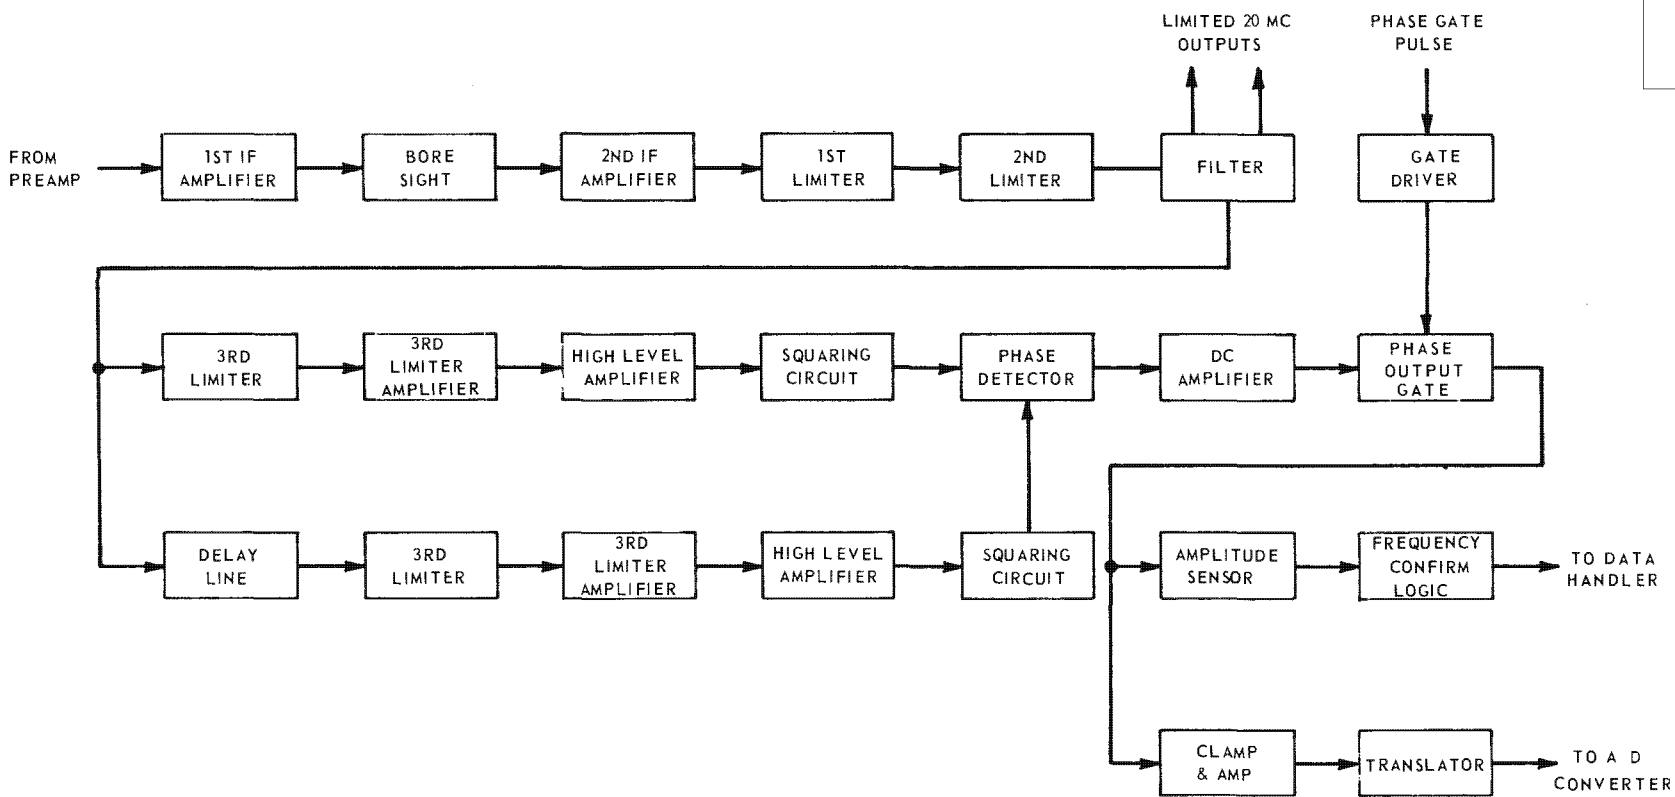 LIMITED 20 MC
OUTPUTS
PHASE GATE
PULSE
FROM
PREAMP
1ST IF
AMPLIFIER
BORE
SIGHT
2ND IF
AMPLIFIER
1ST
LIMITER
2ND
LIMITER
FILTER
GATE
DRIVER
3RD
LIMITER
3RD
LIMITER
AMPLIFIER
HIGH LEVEL
AMPLIFIER
SQUARING
CIRCUIT
PHASE
DETECTOR
DC
AMPLIFIER
PHASE
OUTPUT
GATE
DELAY
LINE
3RD
LIMITER
3RD
LIMITER
AMPLIFIER
HIGH LEVEL
AMPLIFIER
SQUARING
CIRCUIT
AMPLITUDE
SENSOR
FREQUENCY
CONFIRM
LOGIC
TO DATA
HANDLER
CLAMP
& AMP
TRANSLATOR
TO A D
CONVERTER